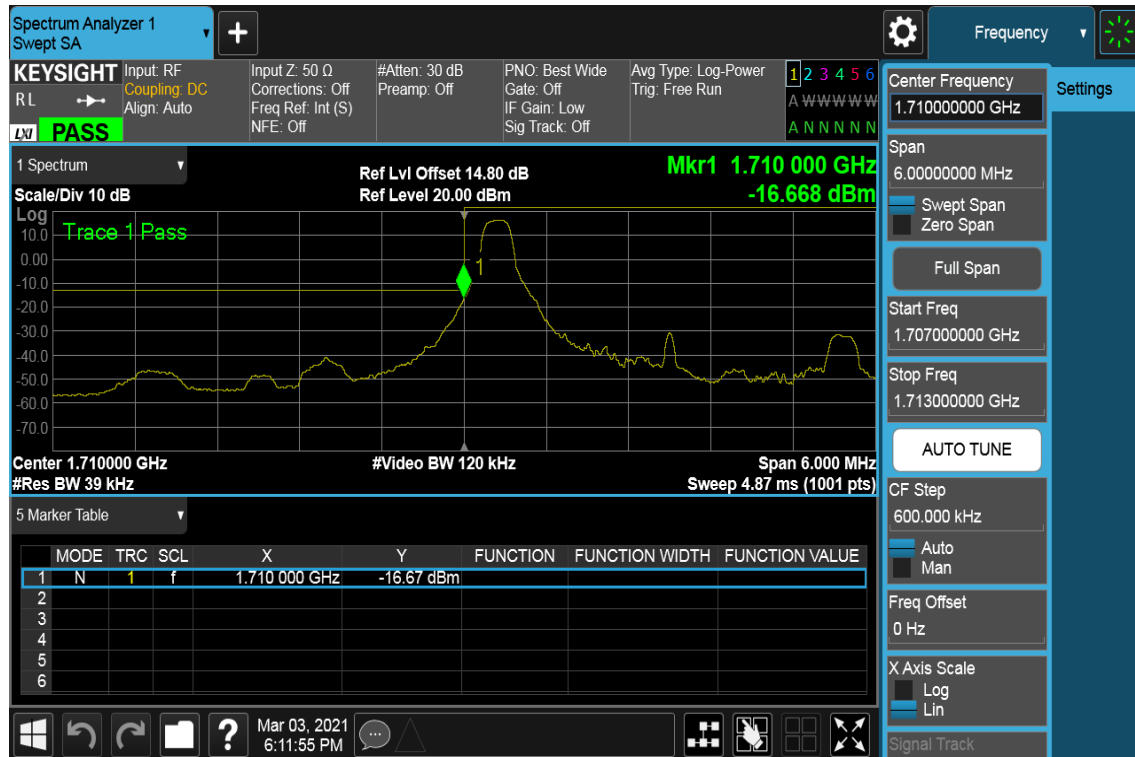 Spectrum Analyzer 1
Swept SA
+
Frequency
KEYSIGHT
RL
LXI PASS
Input: RF
Coupling: DC
Align: Auto
Input Z: 50 Ω
Corrections: Off
Freq Ref: Int (S)
NFE: Off
#Atten: 30 dB
Preamp: Off
PNO: Best Wide
Gate: Off
IF Gain: Low
Sig Track: Off
Avg Type: Log-Power
Trig: Free Run
1 2 3 4 5 6
A W W W W W
A N N N N N
1 Spectrum
Scale/Div 10 dB
Ref Lvl Offset 14.80 dB
Ref Level 20.00 dBm
Mkr1 1.710 000 GHz
-16.668 dBm
Log
Trace 1 Pass
10.0
0.00
-10.0
-20.0
-30.0
-40.0
-50.0
-60.0
-70.0
1
Center 1.710000 GHz
#Video BW 120 kHz
Span 6.000 MHz
#Res BW 39 kHz
Sweep 4.87 ms (1001 pts)
5 Marker Table
MODE TRC SCL X Y FUNCTION FUNCTION WIDTH FUNCTION VALUE
1 N 1 f 1.710 000 GHz -16.67 dBm
2
3
4
5
6
?
Mar 03, 2021
6:11:55 PM
Settings
Center Frequency
1.710000000 GHz
Span
6.00000000 MHz
Swept Span
Zero Span
Full Span
Start Freq
1.707000000 GHz
Stop Freq
1.713000000 GHz
AUTO TUNE
CF Step
600.000 kHz
Auto
Man
Freq Offset
0 Hz
X Axis Scale
Log
Lin
Signal Track